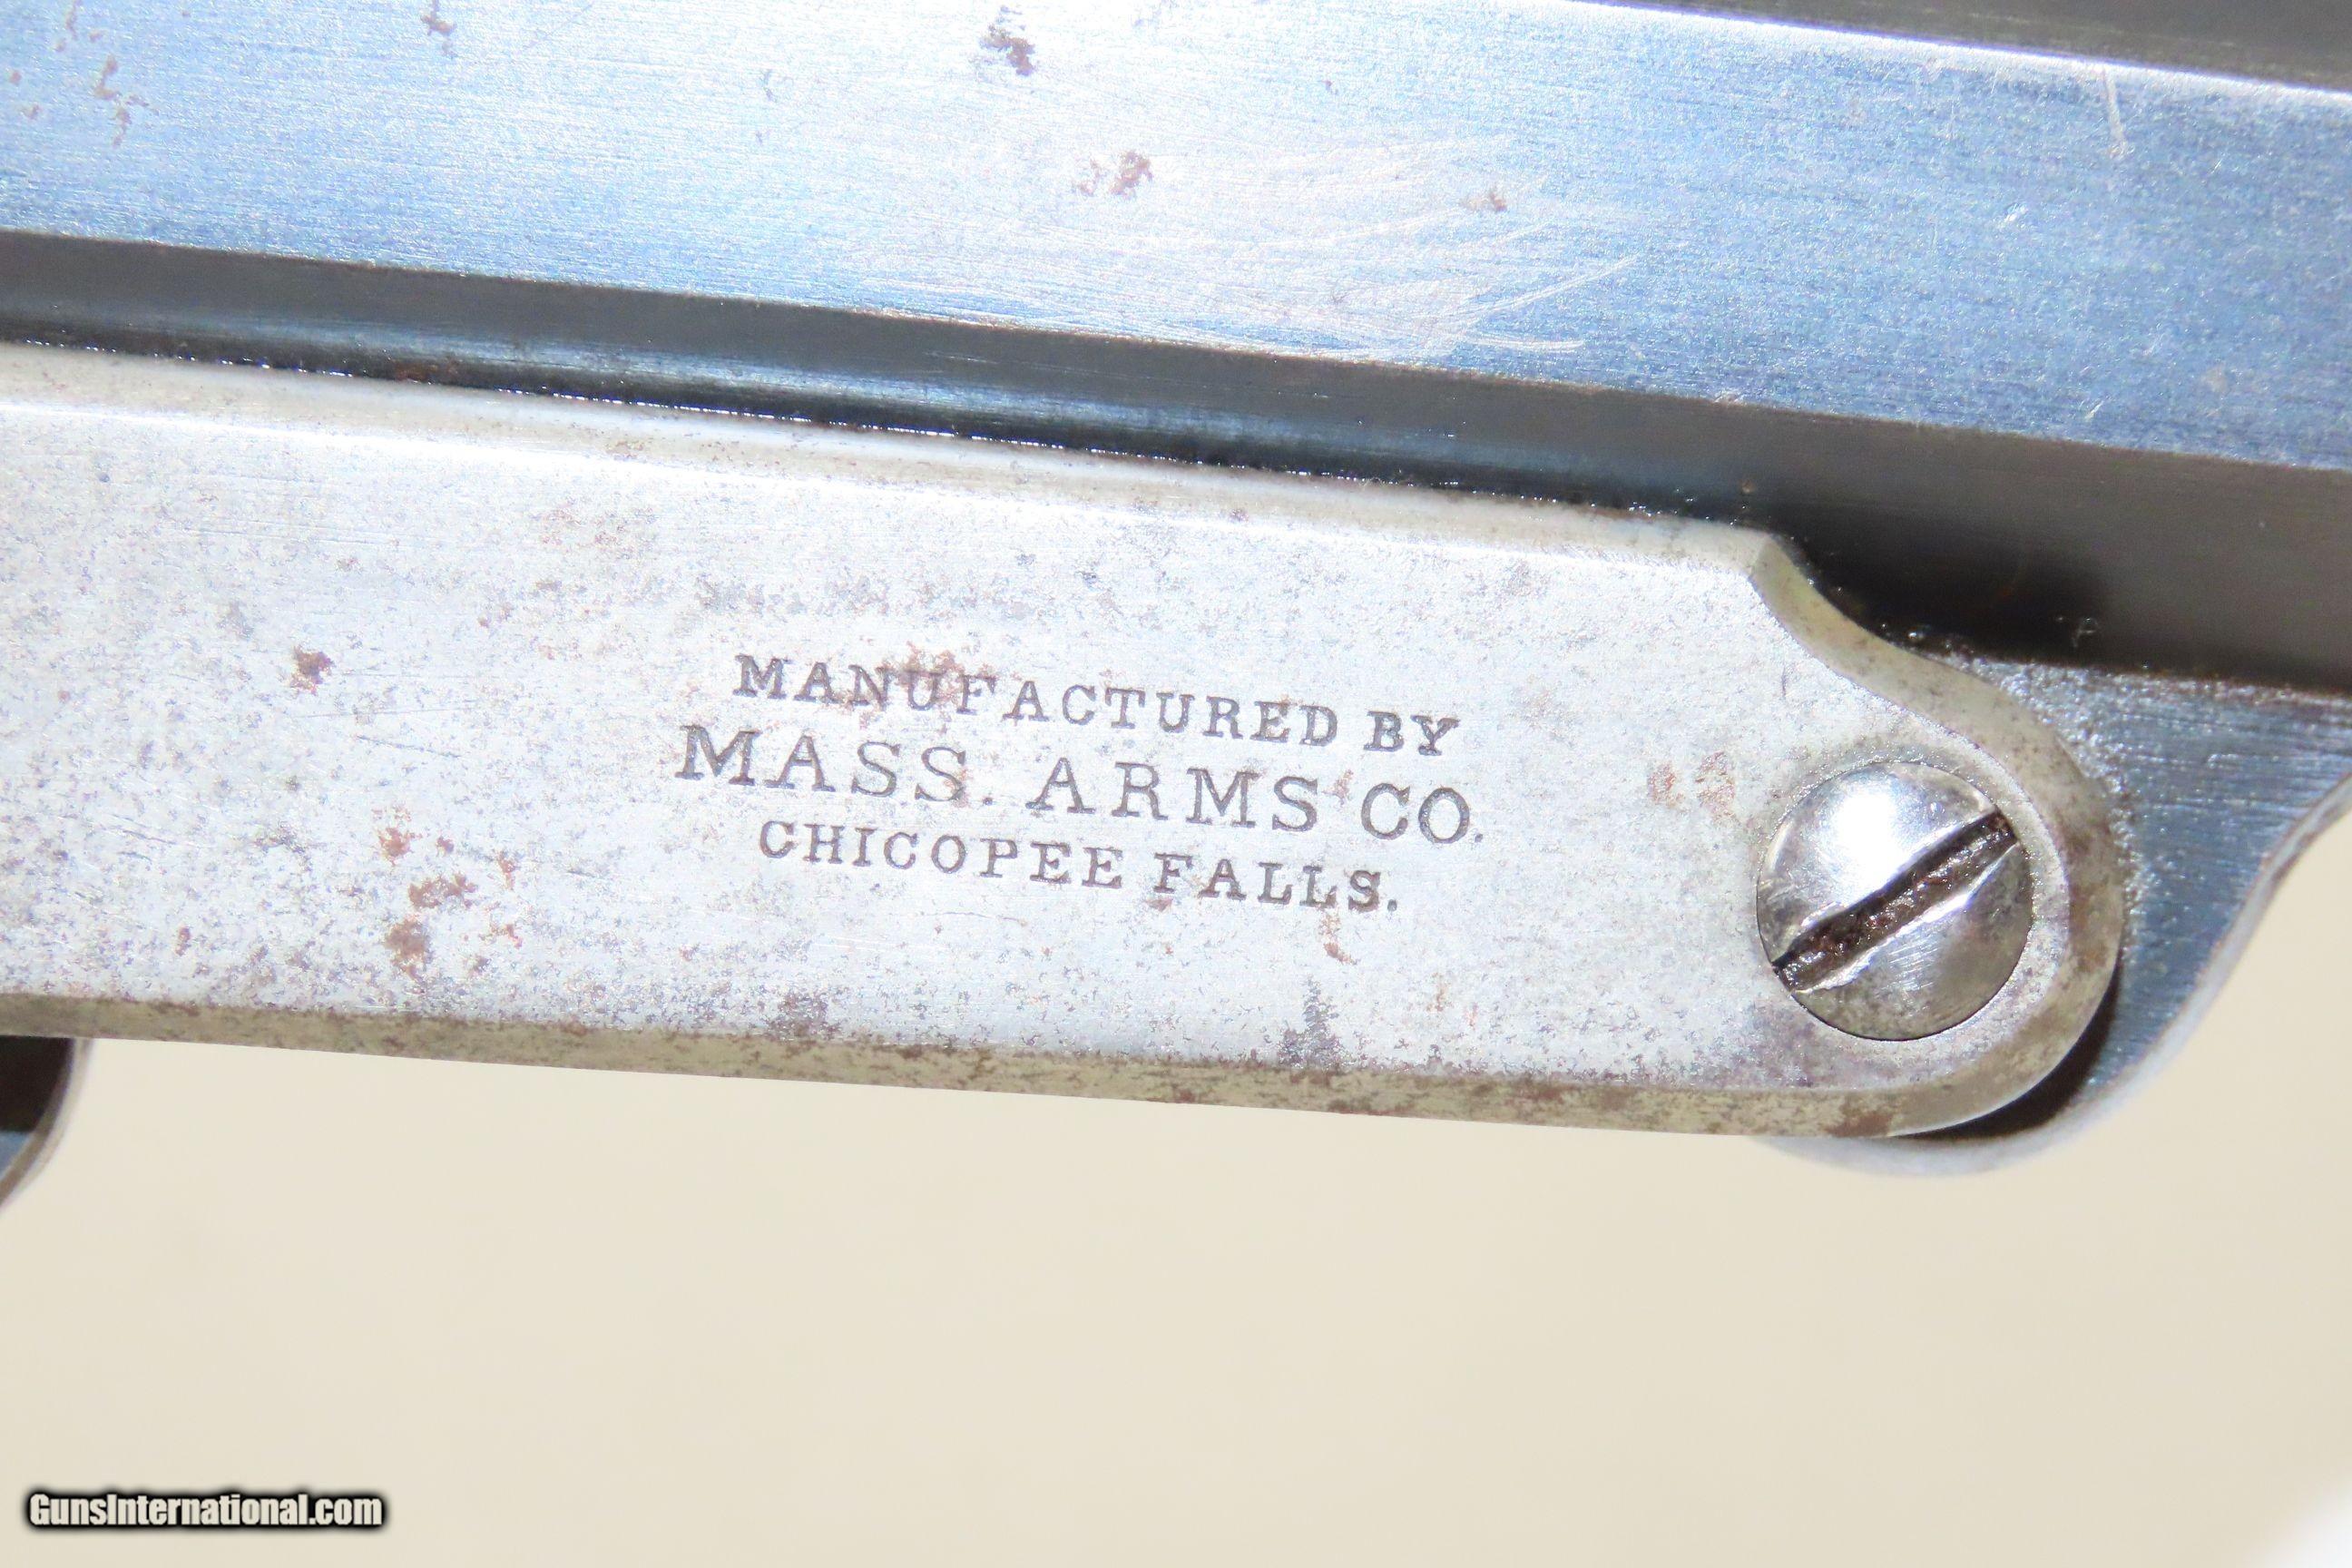 MANUFACTURED BY
MASS. ARMS CO.
CHICOPEE FALLS.
GunsInternational.com